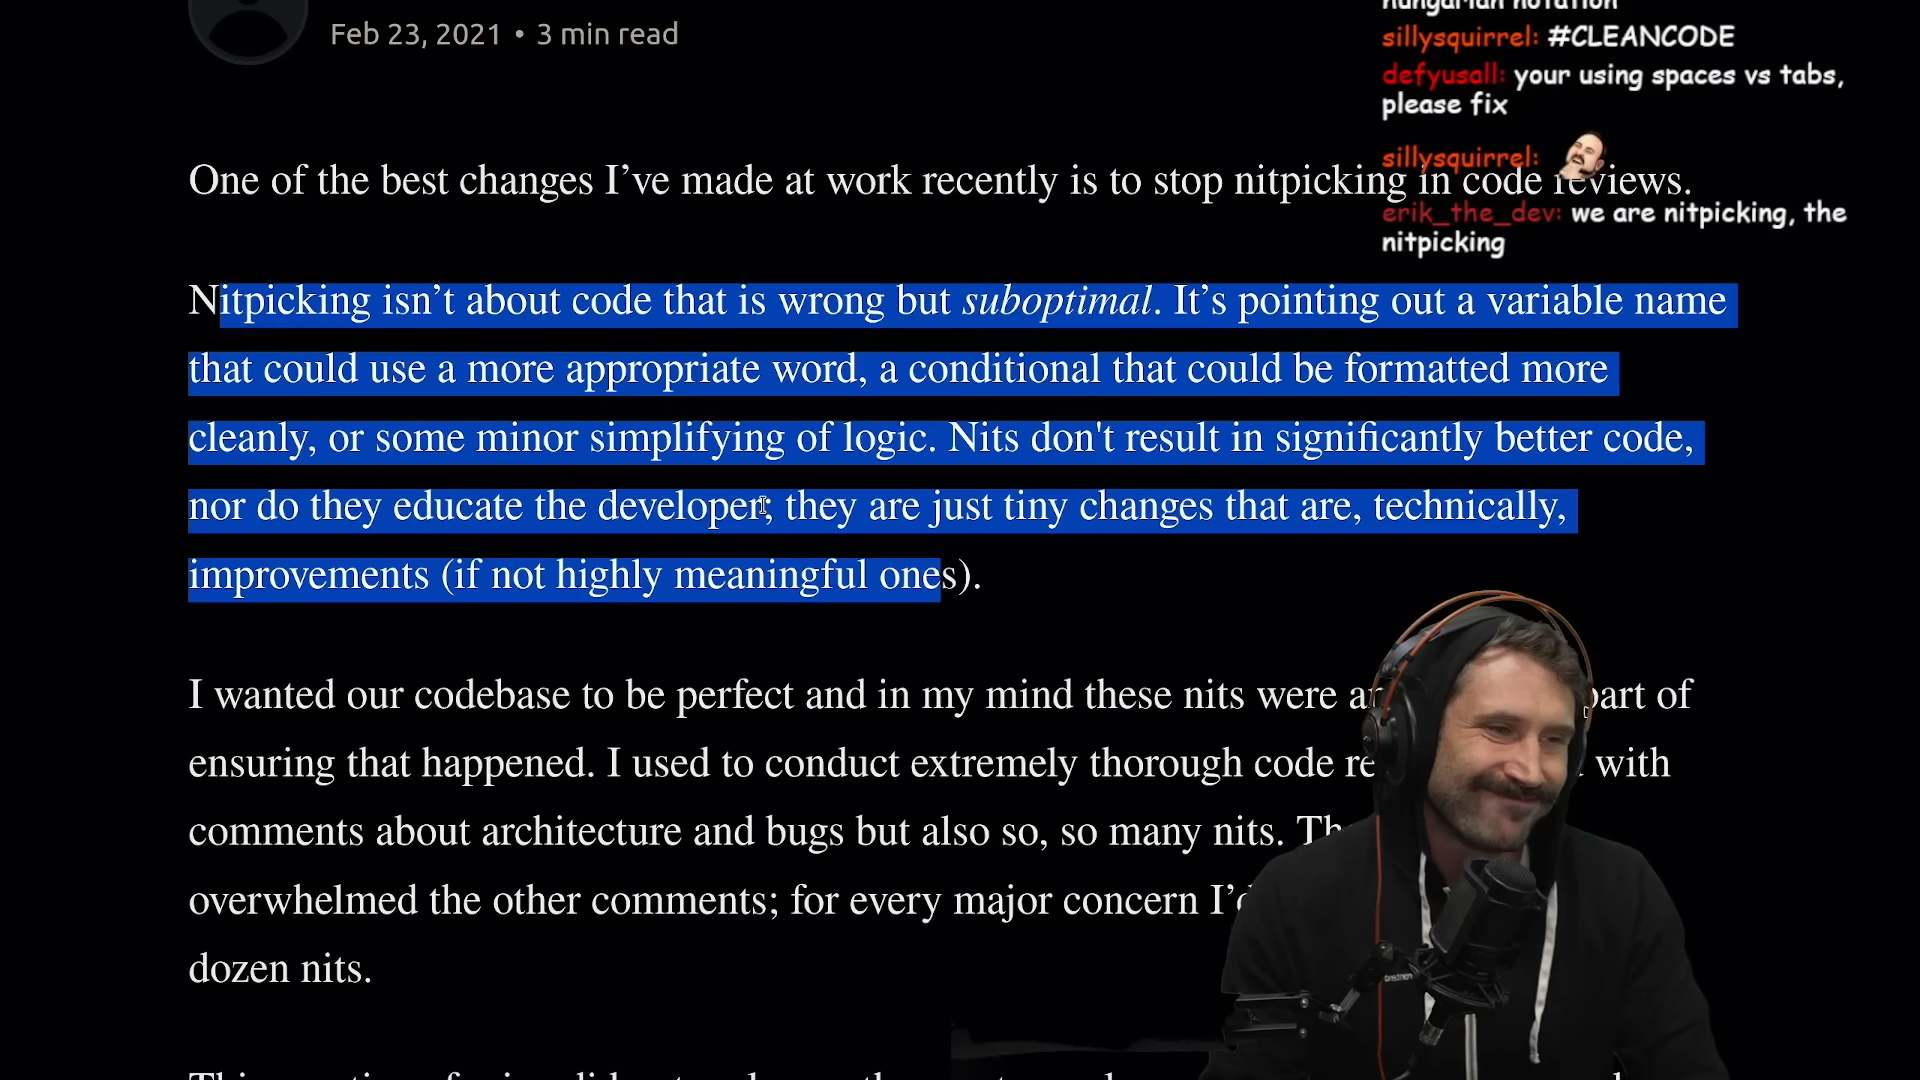 Feb 23, 2021 • 3 min read
hungarian notation
sillysquirrel: #CLEANCODE
defyusall: your using spaces vs tabs,
please fix
sillysquirrel:
erik_the_dev: we are nitpicking, the
nitpicking
One of the best changes I’ve made at work recently is to stop nitpicking in code reviews.
Nitpicking isn’t about code that is wrong but suboptimal. It’s pointing out a variable name
that could use a more appropriate word, a conditional that could be formatted more
cleanly, or some minor simplifying of logic. Nits don't result in significantly better code,
nor do they educate the developer; they are just tiny changes that are, technically,
improvements (if not highly meaningful ones).
I wanted our codebase to be perfect and in my mind these nits were part of
ensuring that happened. I used to conduct extremely thorough code with
comments about architecture and bugs but also so, so many nits.
overwhelmed the other comments; for every major concern
dozen nits.